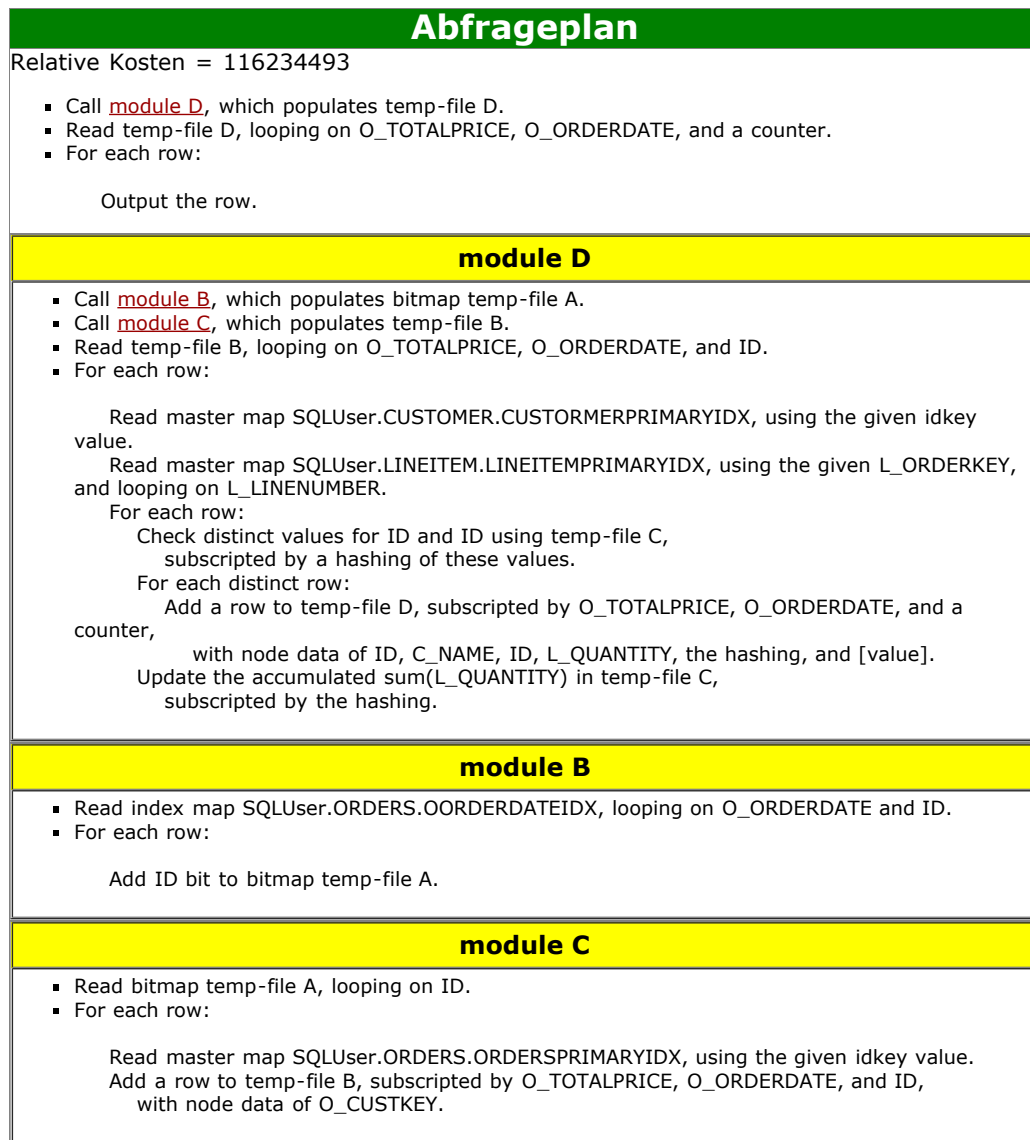 Abfrageplan
Relative Kosten = 116234493
Call module D, which populates temp-file D.
Read temp-file D, looping on O_TOTALPRICE, O_ORDERDATE, and a counter.
For each row:
Output the row.
module D
Call module B, which populates bitmap temp-file A.
Call module C, which populates temp-file B.
Read temp-file B, looping on O_TOTALPRICE, O_ORDERDATE, and ID.
For each row:
Read master map SQLUser.CUSTOMER.CUSTORMERPRIMARYIDX, using the given idkey
value.
Read master map SQLUser.LINEITEM.LINEITEMPRIMARYIDX, using the given L_ORDERKEY,
and looping on L_LINENUMBER.
For each row:
Check distinct values for ID and ID using temp-file C,
subscripted by a hashing of these values.
For each distinct row:
Add a row to temp-file D, subscripted by O_TOTALPRICE, O_ORDERDATE, and a
counter,
with node data of ID, C_NAME, ID, L_QUANTITY, the hashing, and [value].
Update the accumulated sum(L_QUANTITY) in temp-file C,
subscripted by the hashing.
module B
Read index map SQLUser.ORDERS.OORDERDATEIDX, looping on O_ORDERDATE and ID.
For each row:
Add ID bit to bitmap temp-file A.
module C
Read bitmap temp-file A, looping on ID.
For each row:
Read master map SQLUser.ORDERS.ORDERSPRIMARYIDX, using the given idkey value.
Add a row to temp-file B, subscripted by O_TOTALPRICE, O_ORDERDATE, and ID,
with node data of O_CUSTKEY.